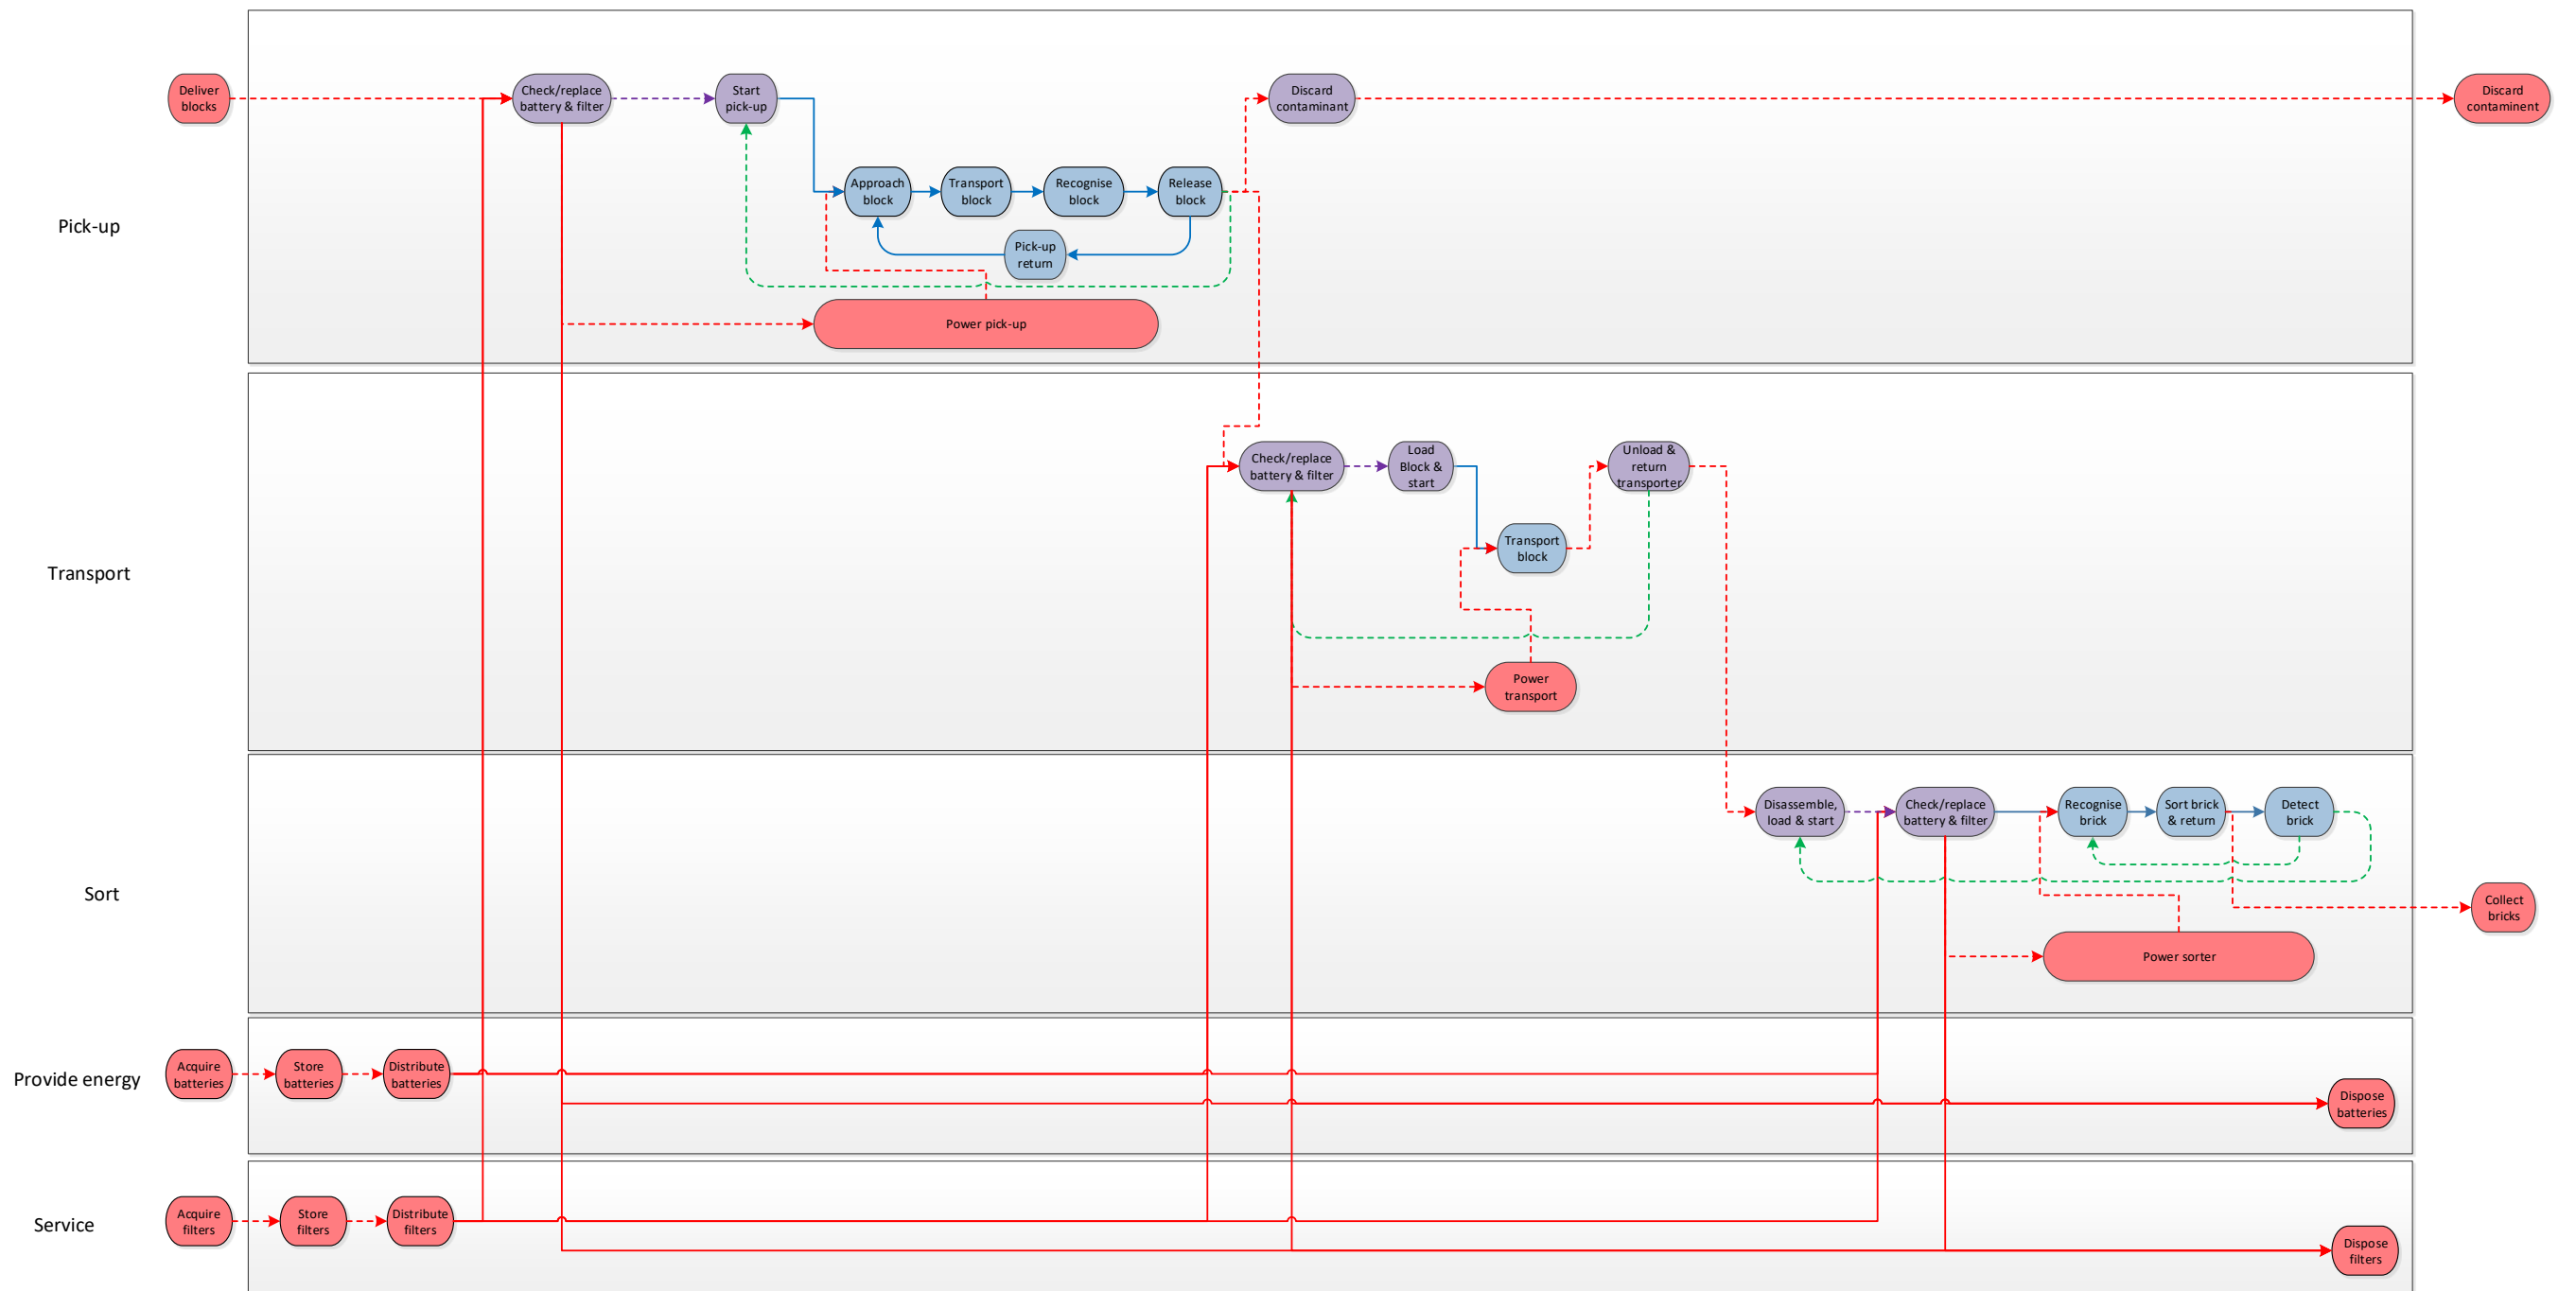 Deliver
blocks
Check/replace
battery & filter
Start
pick-up
Discard
contaminant
Discard
contaminent
Approach
block
Transport
block
Recognise
block
Release
block
Pick-up
Pick-up
return
Power pick-up
Check/replace
battery & filter
Load
Block &
start
Unload &
return
transporter
Transport
block
Transport
Power
transport
Disassemble,
load & start
Check/replace
battery & filter
Recognise
brick
Sort brick
& return
Detect
brick
Sort
Collect
bricks
Power sorter
Provide energy
Acquire
batteries
Store
batteries
Distribute
batteries
Dispose
batteries
Service
Acquire
filters
Store
filters
Distribute
filters
Dispose
filters